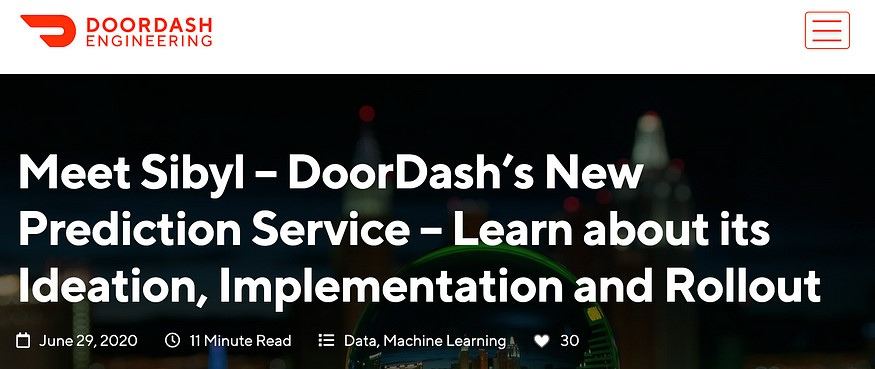 DOORDASH
ENGINEERING
Meet Sibyl – DoorDash’s New
Prediction Service – Learn about its
Ideation, Implementation and Rollout
June 29, 2020 11 Minute Read Data, Machine Learning 30